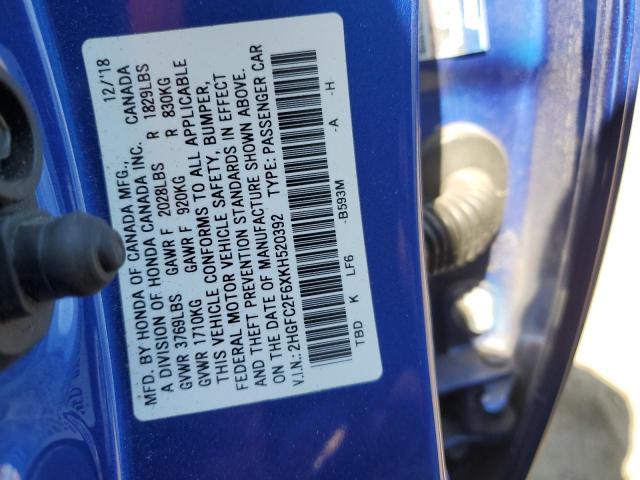 MFD. BY HONDA OF CANADA MFG., 12/18
A DIVISION OF HONDA CANADA INC. CANADA
GVWR 3769LBS GAWR F 2028LBS R 1829LBS
GVWR 1710KG GAWR F 920KG R 830KG
THIS VEHICLE CONFORMS TO ALL APPLICABLE
FEDERAL MOTOR VEHICLE SAFETY, BUMPER,
AND THEFT PREVENTION STANDARDS IN EFFECT
ON THE DATE OF MANUFACTURE SHOWN ABOVE.
V.I.N.: 2HGFC2F6XKH520392 TYPE: PASSENGER CAR
TBD K LF6 -B593M -A -H